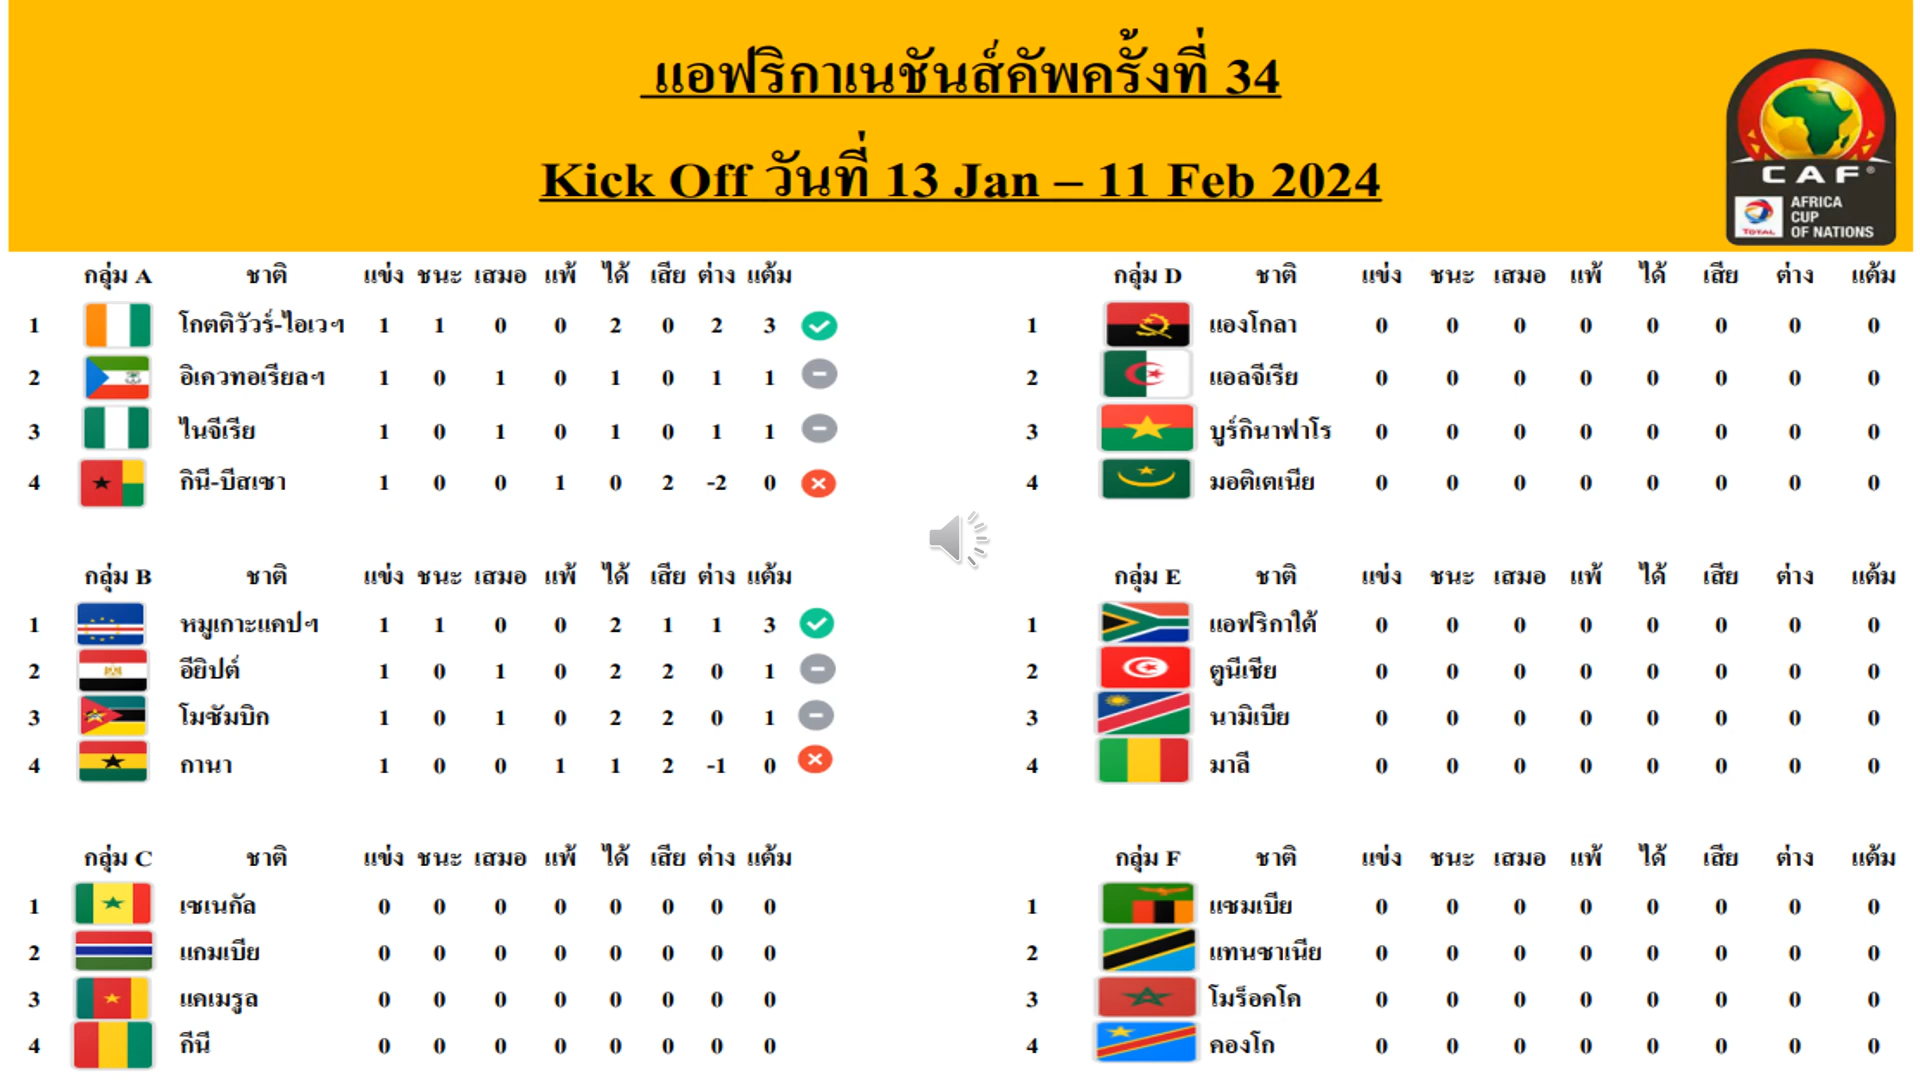 แอฟริกาเนชันส์คัพครั้งที่ 34
Kick Off วันที่ 13 Jan – 11 Feb 2024
CAF®
TOTAL
AFRICA
CUP
OF NATIONS
กลุ่ม A ชาติ แข่ง ชนะ เสมอ แพ้ ได้ เสีย ต่าง แต้ม
1 โกตติวัวร์-ไอเวฯ 1 1 0 0 2 0 2 3
2 อิเควทอเรียลฯ 1 0 1 0 1 0 1 1
3 ไนจีเรีย 1 0 1 0 1 0 1 1
4 กินี-บีสเซา 1 0 0 1 0 2 -2 0
กลุ่ม B ชาติ แข่ง ชนะ เสมอ แพ้ ได้ เสีย ต่าง แต้ม
1 หมูเกาะแคปฯ 1 1 0 0 2 1 1 3
2 อียิปต์ 1 0 1 0 2 2 0 1
3 โมซัมบิก 1 0 1 0 2 2 0 1
4 กานา 1 0 0 1 1 2 -1 0
กลุ่ม C ชาติ แข่ง ชนะ เสมอ แพ้ ได้ เสีย ต่าง แต้ม
1 เซเนกัล 0 0 0 0 0 0 0 0
2 แกมเบีย 0 0 0 0 0 0 0 0
3 แคเมรูล 0 0 0 0 0 0 0 0
4 กีนี 0 0 0 0 0 0 0 0
กลุ่ม D ชาติ แข่ง ชนะ เสมอ แพ้ ได้ เสีย ต่าง แต้ม
1 แองโกลา 0 0 0 0 0 0 0 0
2 แอลจีเรีย 0 0 0 0 0 0 0 0
3 บูร์กินาฟาโร 0 0 0 0 0 0 0 0
4 มอติเตเนีย 0 0 0 0 0 0 0 0
กลุ่ม E ชาติ แข่ง ชนะ เสมอ แพ้ ได้ เสีย ต่าง แต้ม
1 แอฟริกาใต้ 0 0 0 0 0 0 0 0
2 ตูนีเซีย 0 0 0 0 0 0 0 0
3 นามิเบีย 0 0 0 0 0 0 0 0
4 มาลี 0 0 0 0 0 0 0 0
กลุ่ม F ชาติ แข่ง ชนะ เสมอ แพ้ ได้ เสีย ต่าง แต้ม
1 แซมเบีย 0 0 0 0 0 0 0 0
2 แทนซาเนีย 0 0 0 0 0 0 0 0
3 โมร็อคโค 0 0 0 0 0 0 0 0
4 คองโก 0 0 0 0 0 0 0 0